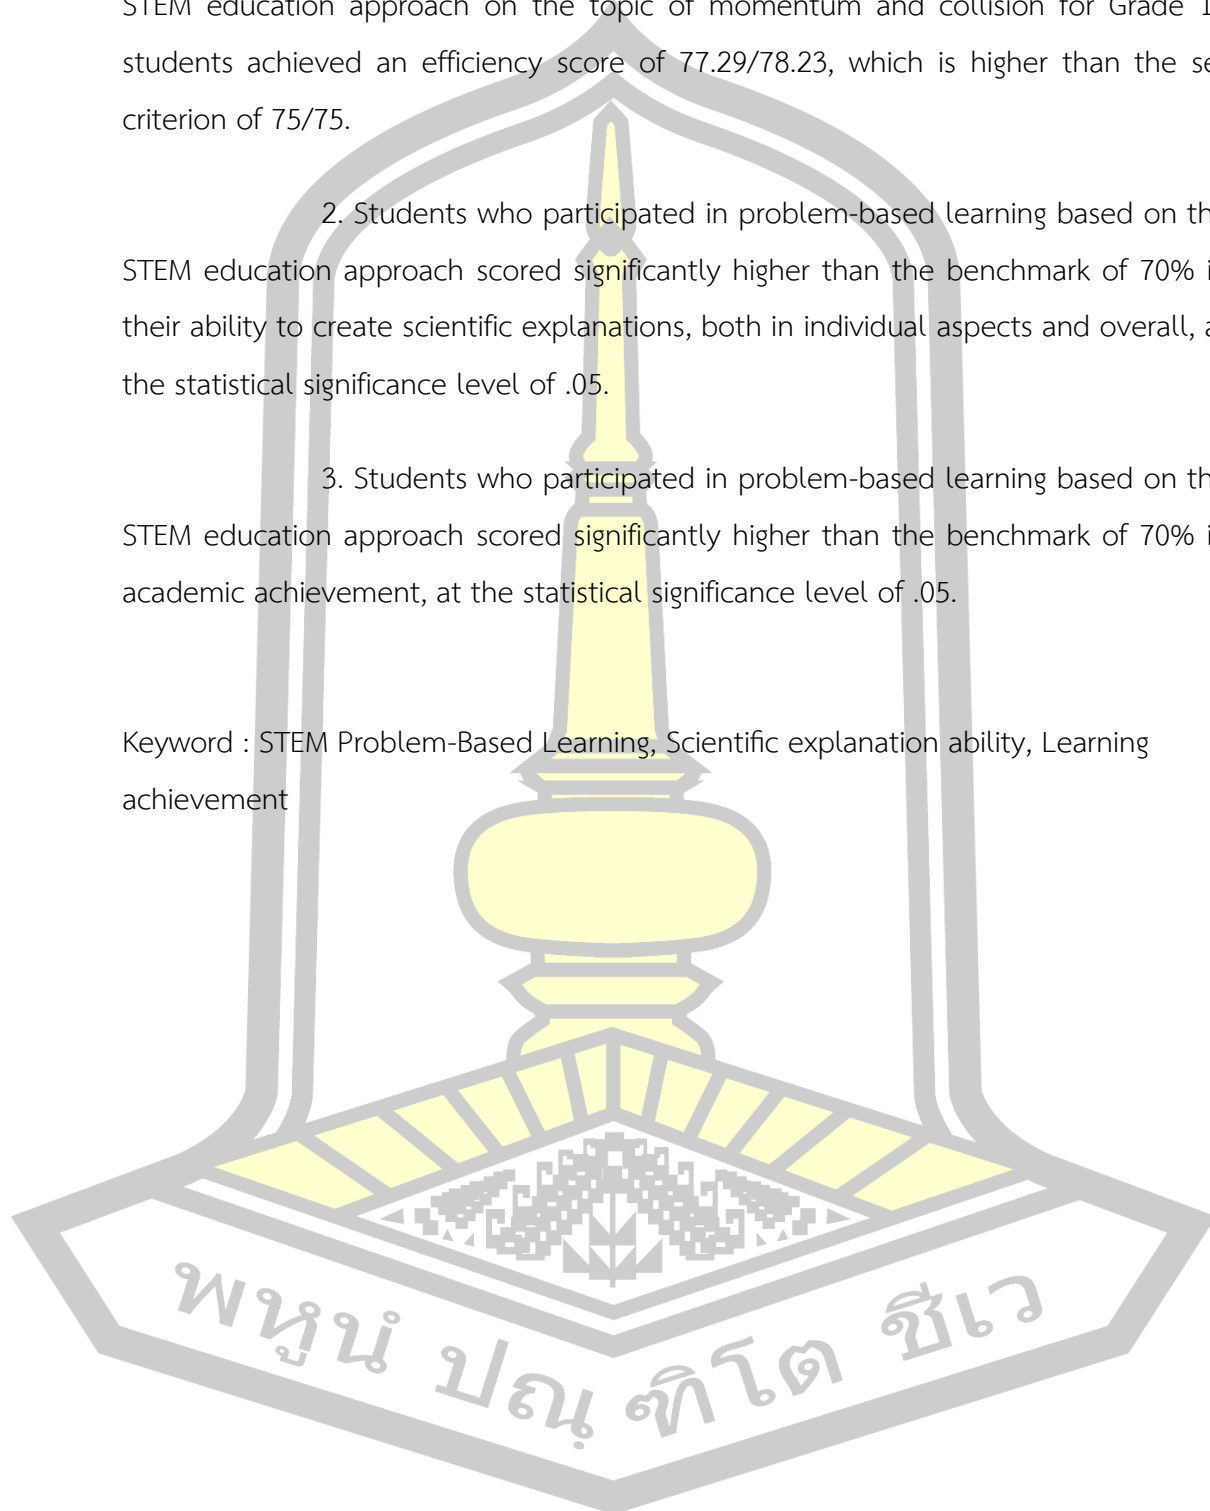 STEM education approach on the topic of momentum and collision for Grade
students achieved an efficiency score of 77.29/78.23, which is higher than the
criterion of 75/75.
2. Students who participated in problem-based learning based on
STEM education approach scored significantly higher than the benchmark of 70%
their ability to create scientific explanations, both in individual aspects and overall,
the statistical significance level of .05.
3. Students who participated in problem-based learning based on
STEM education approach scored significantly higher than the benchmark of 70%
academic achievement, at the statistical significance level of .05.
Keyword : STEM Problem-Based Learning, Scientific explanation ability, Learning
achievement
พหูนํ ปณฺฑิโต ชีเว